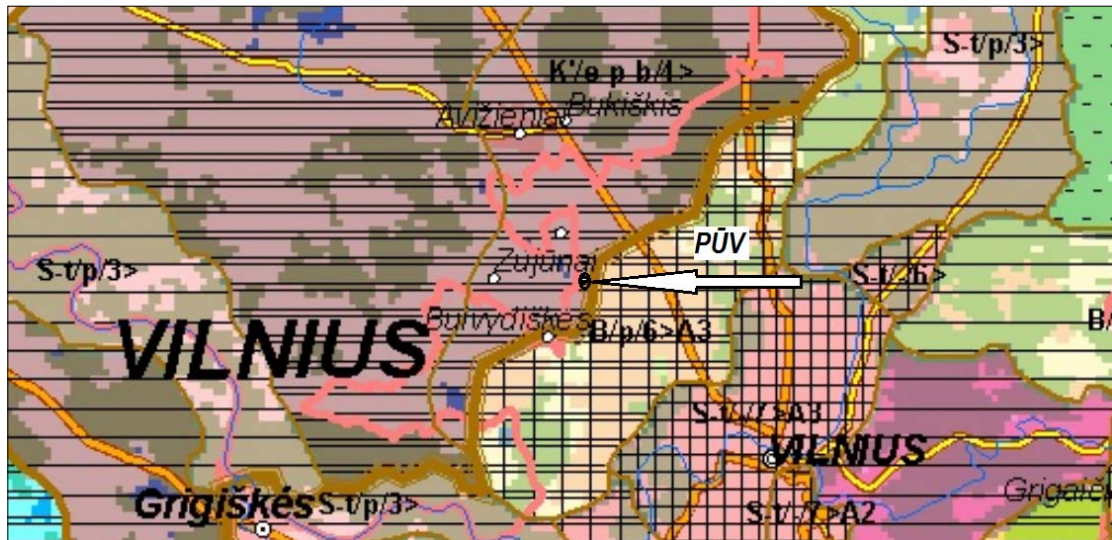 S-t/p/3>
K'/e p b/4>
Avižieniai
Bukiškis
PŪV
Zujūnai
S-t/p/3>
S-t/-/6>
Buivydiškės
B/p/6>A3
VILNIUS
S-t/-/7>A3
VILNIUS
Grigiškės
S-t/p/3>
S-t/-/7>A2